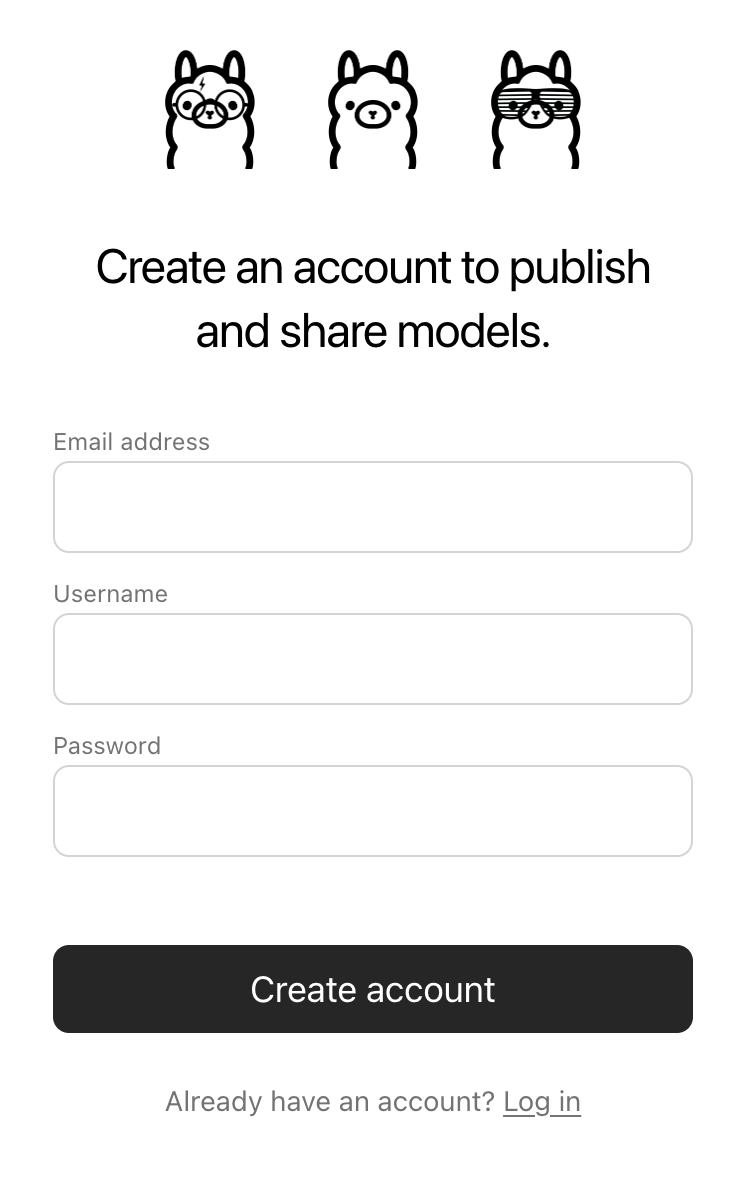 Create an account to publish
and share models.
Email address
Username
Password
Create account
Already have an account? Log in